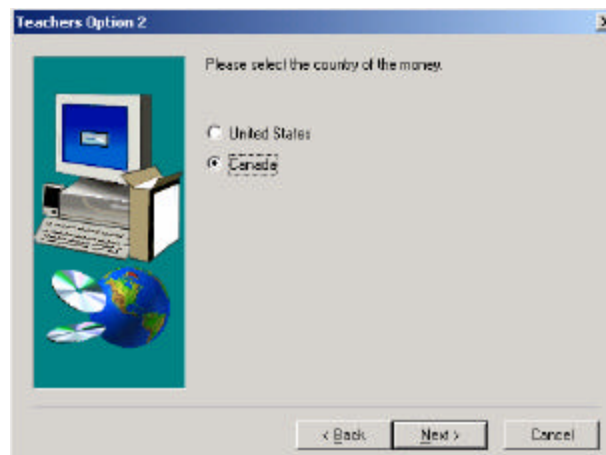 Teachers Option 2
Please select the country of the money.
United States
Canada
< Back
Next >
Cancel